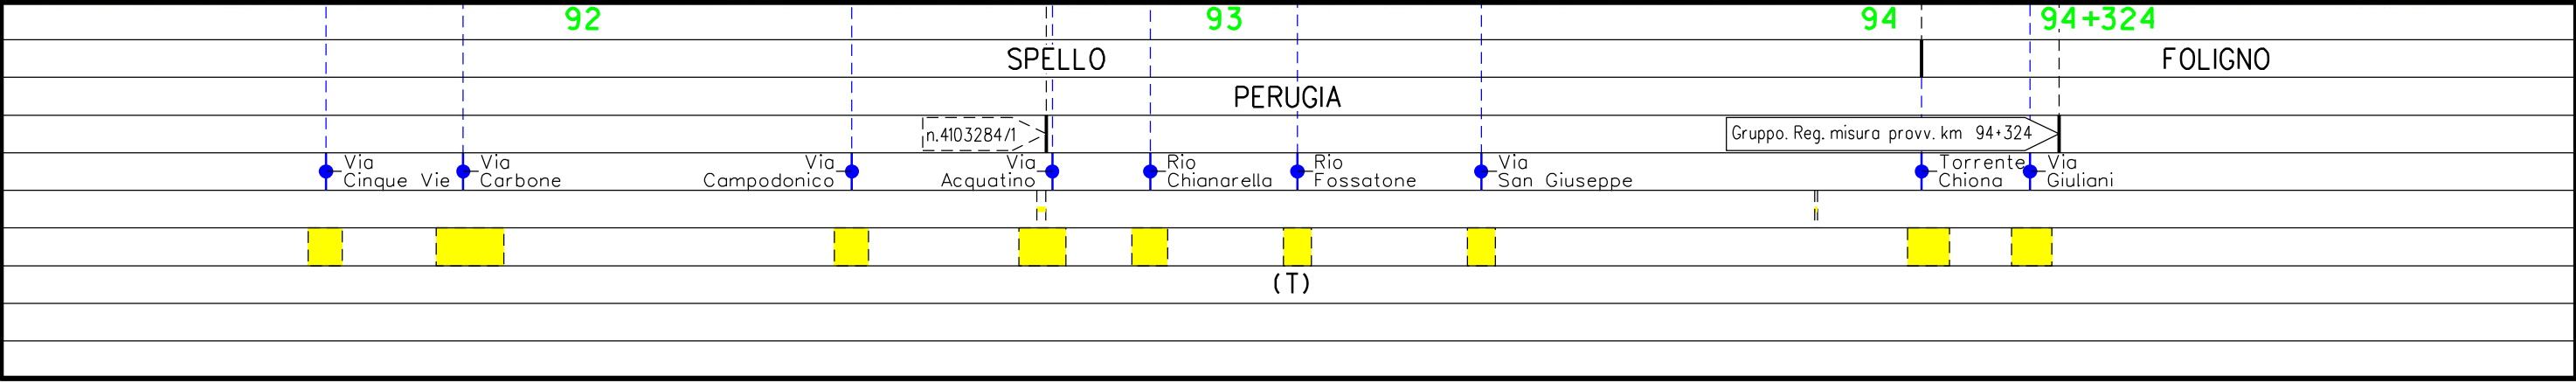 92 93 94 94+324
SPELLO FOLIGNO
PERUGIA
n.4103284/1 Gruppo. Reg. misura provv. km 94+324
Via Via Via Via Rio Rio Via Torrente Via
Cinque Vie Carbone Campodonico Acquatino Chianarella Fossatone San Giuseppe Chiona Giuliani
(T)